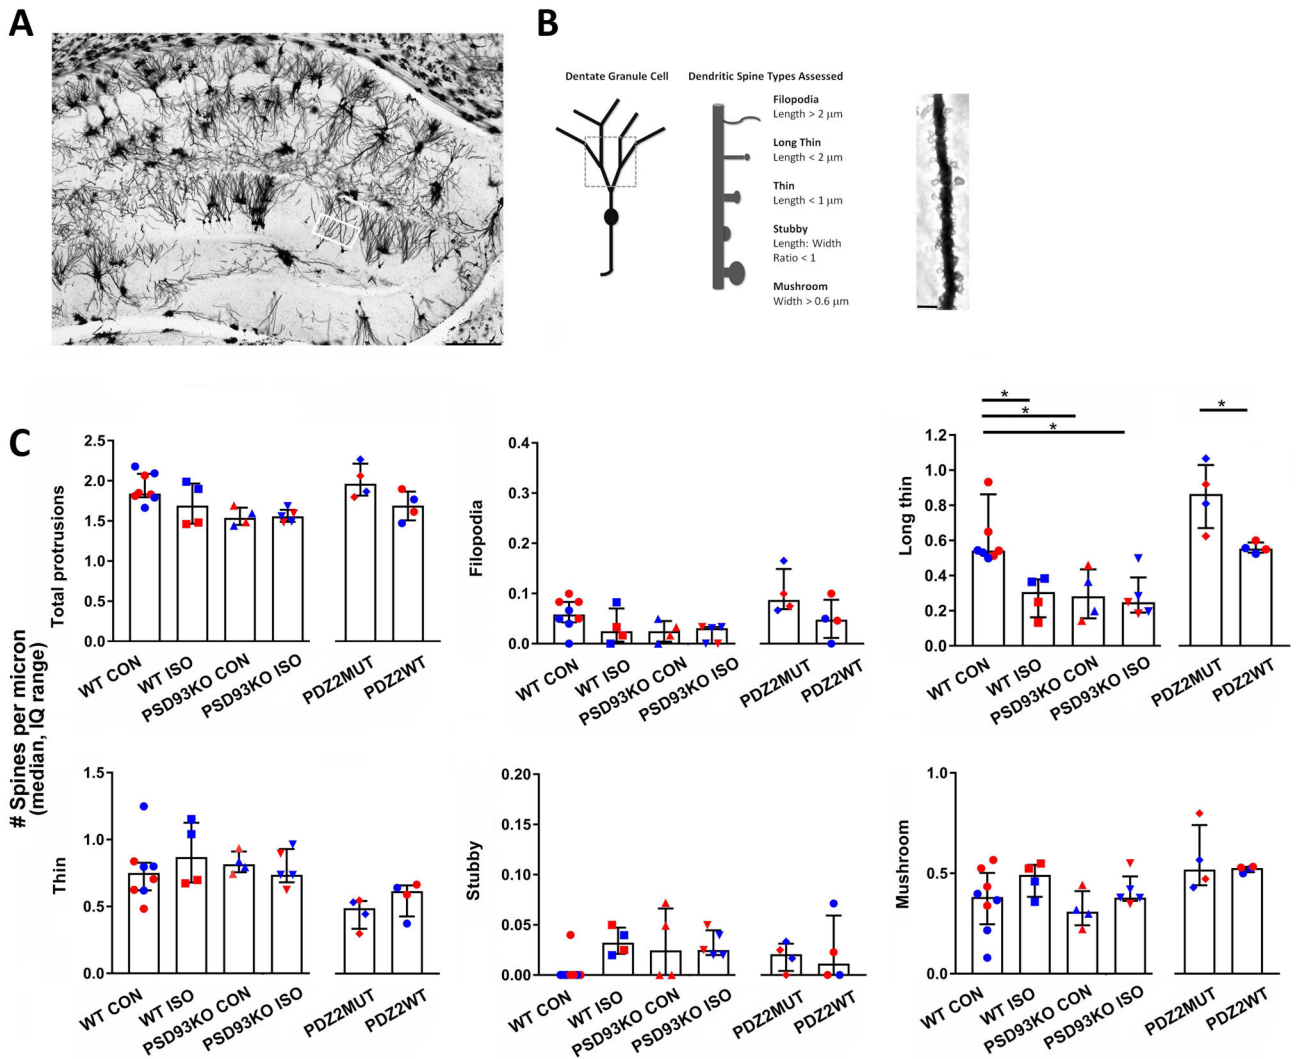 A
B
Dentate Granule Cell
Dendritic Spine Types Assessed
Filopodia
Length > 2 μm
Long Thin
Length < 2 μm
Thin
Length < 1 μm
Stubby
Length: Width
Ratio < 1
Mushroom
Width > 0.6 μm
C
# Spines per micron
(median, IQ range)
Total protrusions
2.5
2.0
1.5
1.0
0.5
0.0
WT CON
WT ISO
PSD93KO CON
PSD93KO ISO
PDZ2MUT
PDZ2WT
Filopodia
0.4
0.3
0.2
0.1
0.0
WT CON
WT ISO
PSD93KO CON
PSD93KO ISO
PDZ2MUT
PDZ2WT
Long thin
1.2
1.0
0.8
0.6
0.4
0.2
0.0
*
*
*
*
WT CON
WT ISO
PSD93KO CON
PSD93KO ISO
PDZ2MUT
PDZ2WT
Thin
1.5
1.0
0.5
0.0
WT CON
WT ISO
PSD93KO CON
PSD93KO ISO
PDZ2MUT
PDZ2WT
Stubby
0.20
0.15
0.10
0.05
0.00
WT CON
WT ISO
PSD93KO CON
PSD93KO ISO
PDZ2MUT
PDZ2WT
Mushroom
1.0
0.5
0.0
WT CON
WT ISO
PSD93KO CON
PSD93KO ISO
PDZ2MUT
PDZ2WT